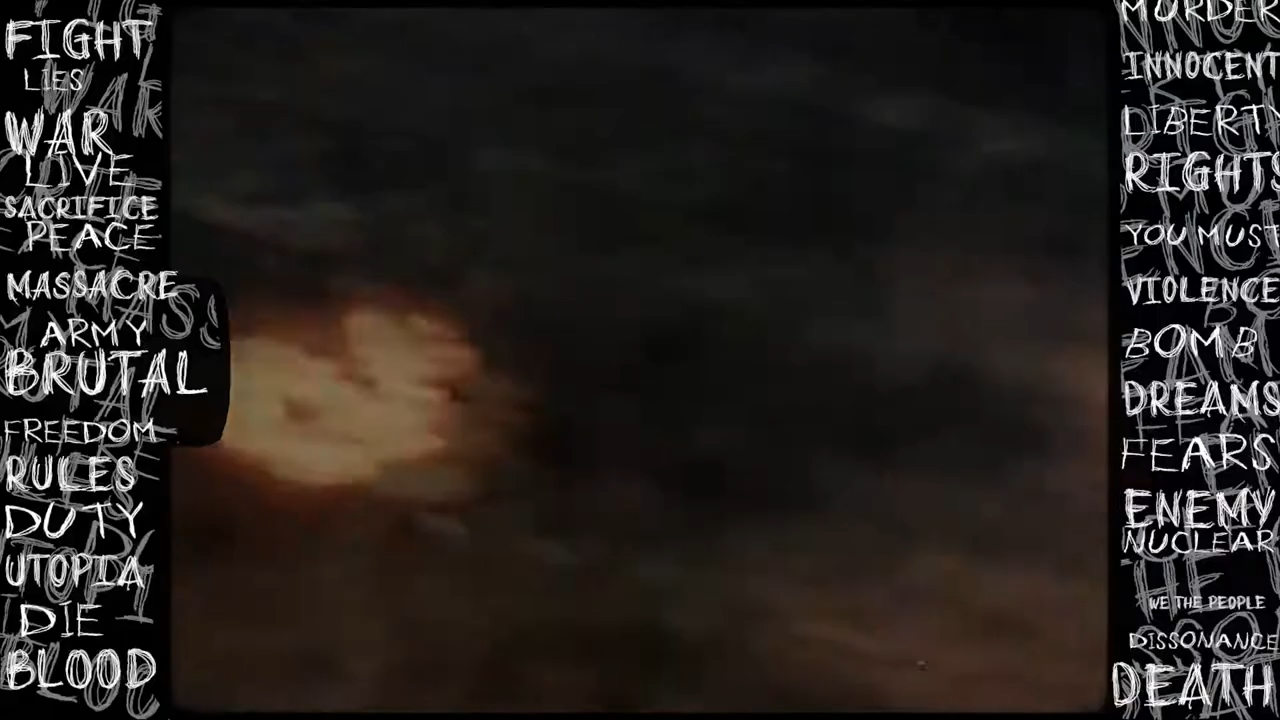 FIGHT
LIES
WAR
LIVE
SACRIFICE
PEACE
MASSACRE
ARMY
BRUTAL
FREEDOM
RULES
DUTY
UTOPIA
DIE
BLOOD
MURDER
INNOCENT
LIBERTY
RIGHTS
YOU MUST
VIOLENCE
BOMB
DREAMS
FEARS
ENEMY
NUCLEAR
WE THE PEOPLE
DISSONANCE
DEATH